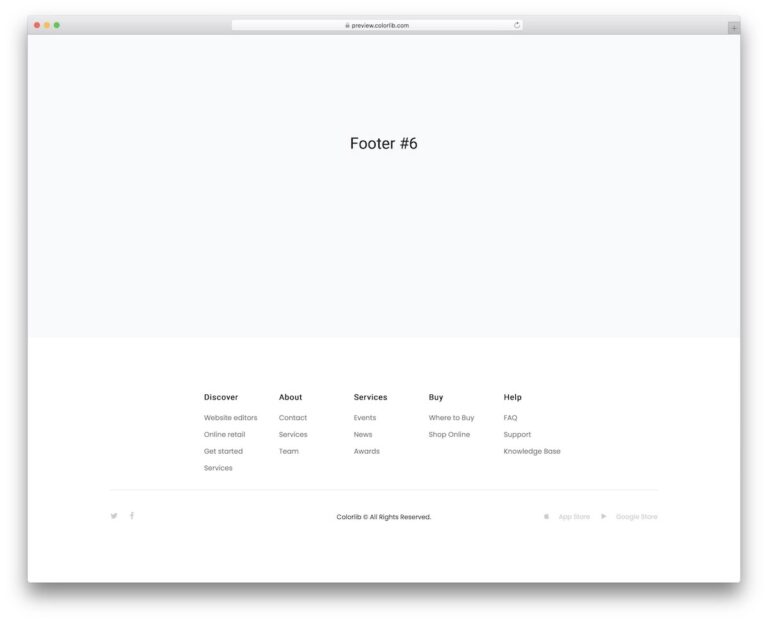 preview.colorlib.com
Footer #6
Discover
Website editors
Online retail
Get started
Services
About
Contact
Services
Team
Services
Events
News
Awards
Buy
Where to Buy
Shop Online
Help
FAQ
Support
Knowledge Base
Colorlib © All Rights Reserved.
App Store
Google Store